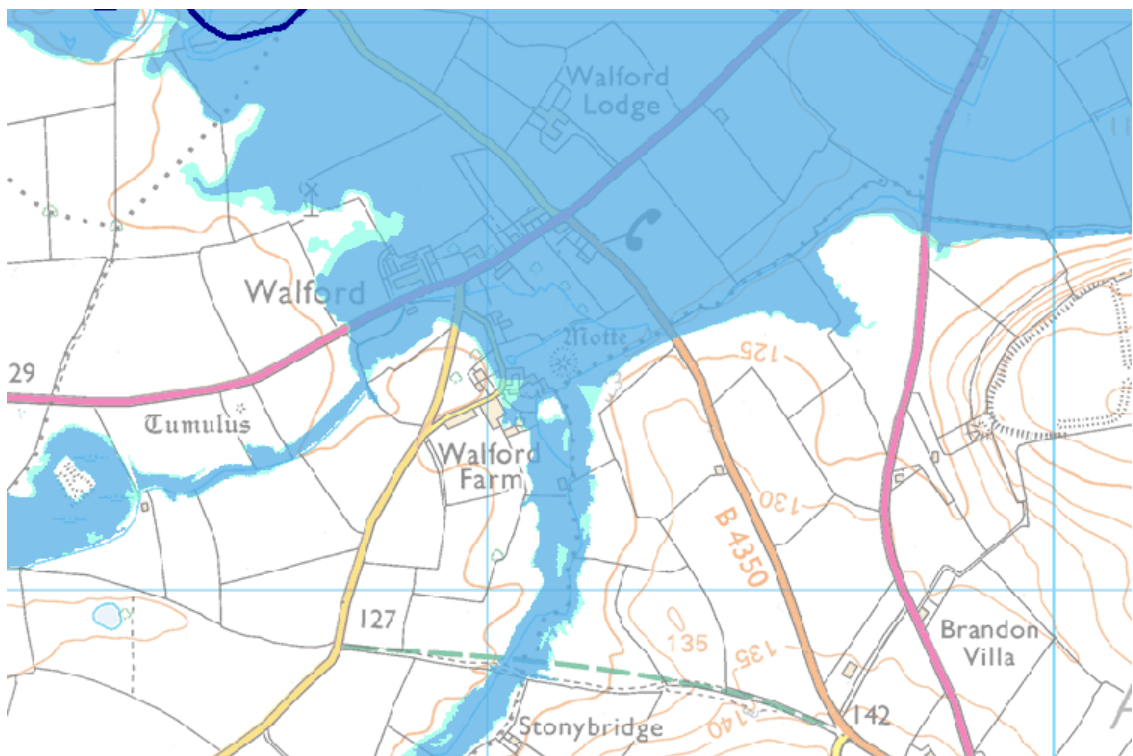 Walford
Lodge
Walford
Motte
125
29
Tumulus
Walford
Farm
130
B 4350
127
135
135
Brandon
Villa
142
140
Stonybridge